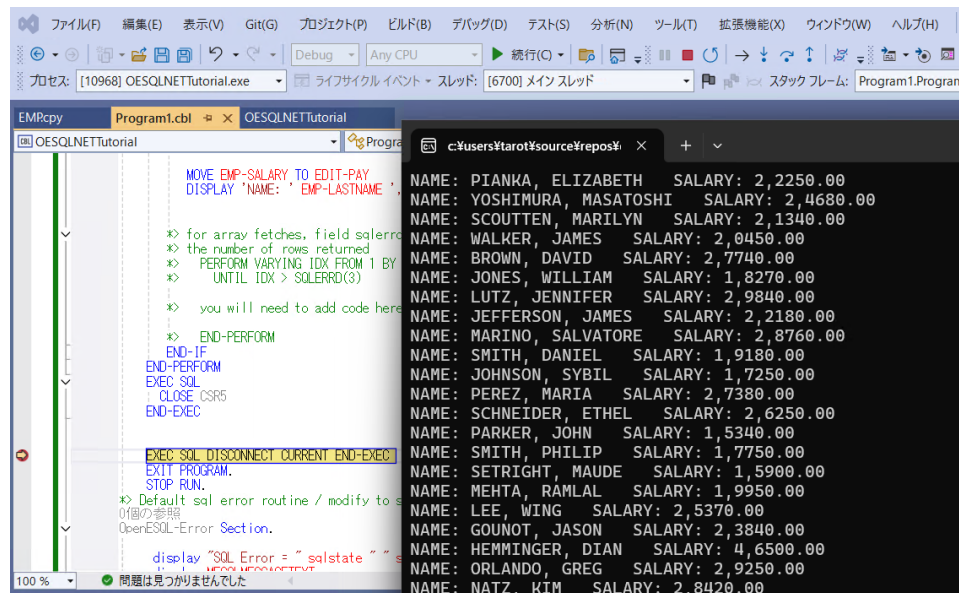 ファイル(F) 編集(E) 表示(V) Git(G) プロジェクト(P) ビルド(B) デバッグ(D) テスト(S) 分析(N) ツール(T) 拡張機能(X) ウィンドウ(W) ヘルプ(H)
Debug Any CPU 続行(C)
プロセス: [10968] OESQLNETTutorial.exe ライフサイクル イベント スレッド: [6700] メイン スレッド スタック フレーム: Program1.Program
EMP.cpy Program1.cbl OESQLNETTutorial
OESQLNETTutorial Progra
MOVE EMP-SALARY TO EDIT-PAY
DISPLAY 'NAME: ' EMP-LASTNAME ',
*> for array fetches, field sqlerrd
*> the number of rows returned
*> PERFORM VARYING IDX FROM 1 BY
*> UNTIL IDX > SQLERRD(3)
*> you will need to add code here
*> END-PERFORM
END-IF
END-PERFORM
EXEC SQL
CLOSE CSR5
END-EXEC
EXEC SQL DISCONNECT CURRENT END-EXEC
EXIT PROGRAM.
STOP RUN.
*> Default sql error routine / modify to s
0個の参照
OpenESQL-Error Section.
display "SQL Error = " sqlstate " " s
100 % 問題は見つかりませんでした
c:¥users¥tarot¥source¥repos¥
NAME: PIANKA, ELIZABETH SALARY: 2,2250.00
NAME: YOSHIMURA, MASATOSHI SALARY: 2,4680.00
NAME: SCOUTTEN, MARILYN SALARY: 2,1340.00
NAME: WALKER, JAMES SALARY: 2,0450.00
NAME: BROWN, DAVID SALARY: 2,7740.00
NAME: JONES, WILLIAM SALARY: 1,8270.00
NAME: LUTZ, JENNIFER SALARY: 2,9840.00
NAME: JEFFERSON, JAMES SALARY: 2,2180.00
NAME: MARINO, SALVATORE SALARY: 2,8760.00
NAME: SMITH, DANIEL SALARY: 1,9180.00
NAME: JOHNSON, SYBIL SALARY: 1,7250.00
NAME: PEREZ, MARIA SALARY: 2,7380.00
NAME: SCHNEIDER, ETHEL SALARY: 2,6250.00
NAME: PARKER, JOHN SALARY: 1,5340.00
NAME: SMITH, PHILIP SALARY: 1,7750.00
NAME: SETRIGHT, MAUDE SALARY: 1,5900.00
NAME: MEHTA, RAMLAL SALARY: 1,9950.00
NAME: LEE, WING SALARY: 2,5370.00
NAME: GOUNOT, JASON SALARY: 2,3840.00
NAME: HEMMINGER, DIAN SALARY: 4,6500.00
NAME: ORLANDO, GREG SALARY: 2,9250.00
NAME: NATZ, KIM SALARY: 2,8420.00